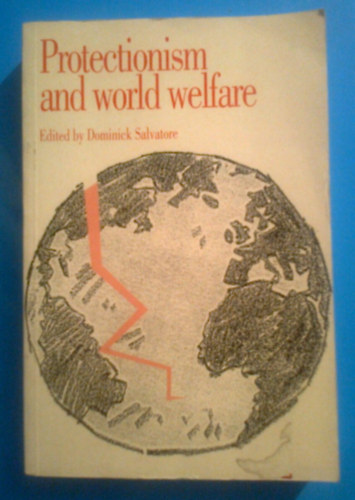 Protectionism
and world welfare
Edited by Dominick Salvatore